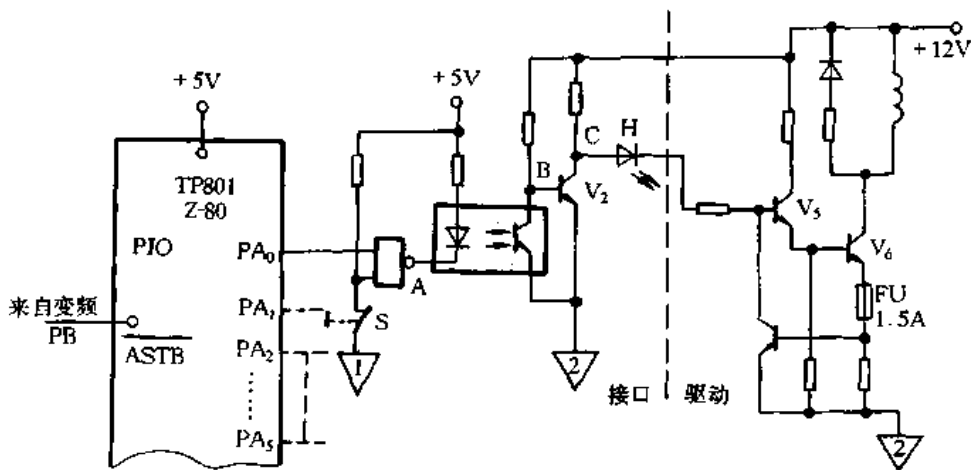 +5V
TP801
Z-80
PIO
PA₀
PA₁
PA₂
PA₅
来自变频
PB
ASTB
+5V
A
S
1
B
C
H
V₂
2
接口
驱动
+12V
V₅
V₆
FU
1.5A
2